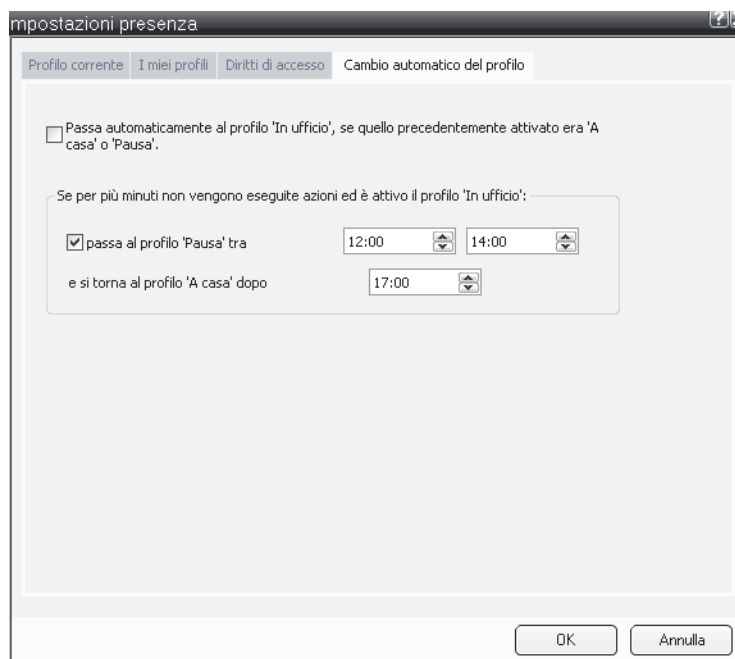 mpostazioni presenza
Profilo corrente I miei profili Diritti di accesso Cambio automatico del profilo
Passa automaticamente al profilo 'In ufficio', se quello precedentemente attivato era 'A
casa' o 'Pausa'.
Se per più minuti non vengono eseguite azioni ed è attivo il profilo 'In ufficio':
passa al profilo 'Pausa' tra 12:00 14:00
e si torna al profilo 'A casa' dopo 17:00
OK Annulla